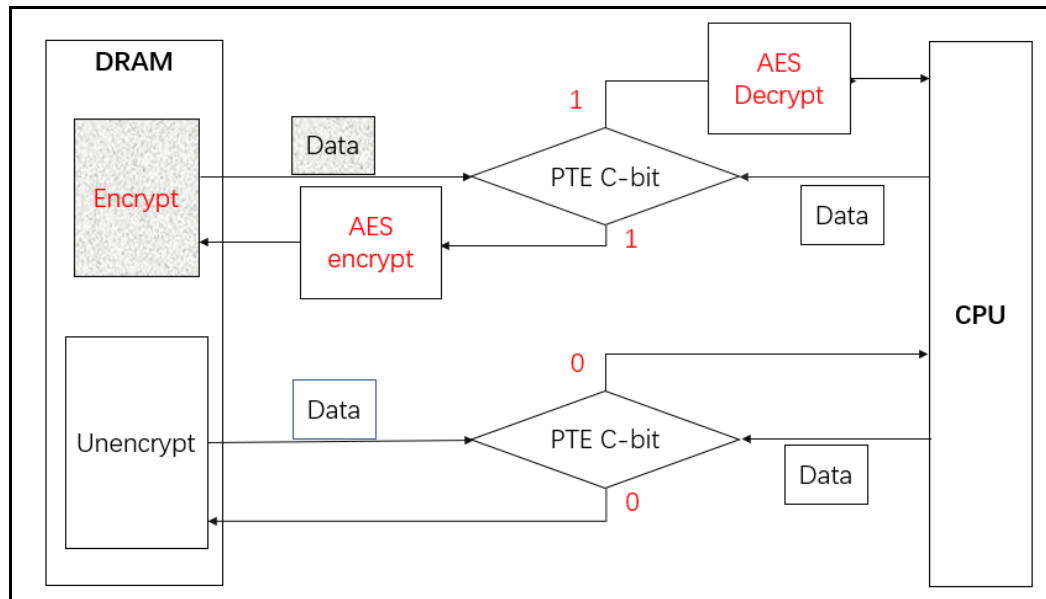 DRAM
AES
Decrypt
1
Data
Encrypt
PTE C-bit
Data
AES
encrypt
1
CPU
0
Data
Unencrypt
PTE C-bit
Data
0